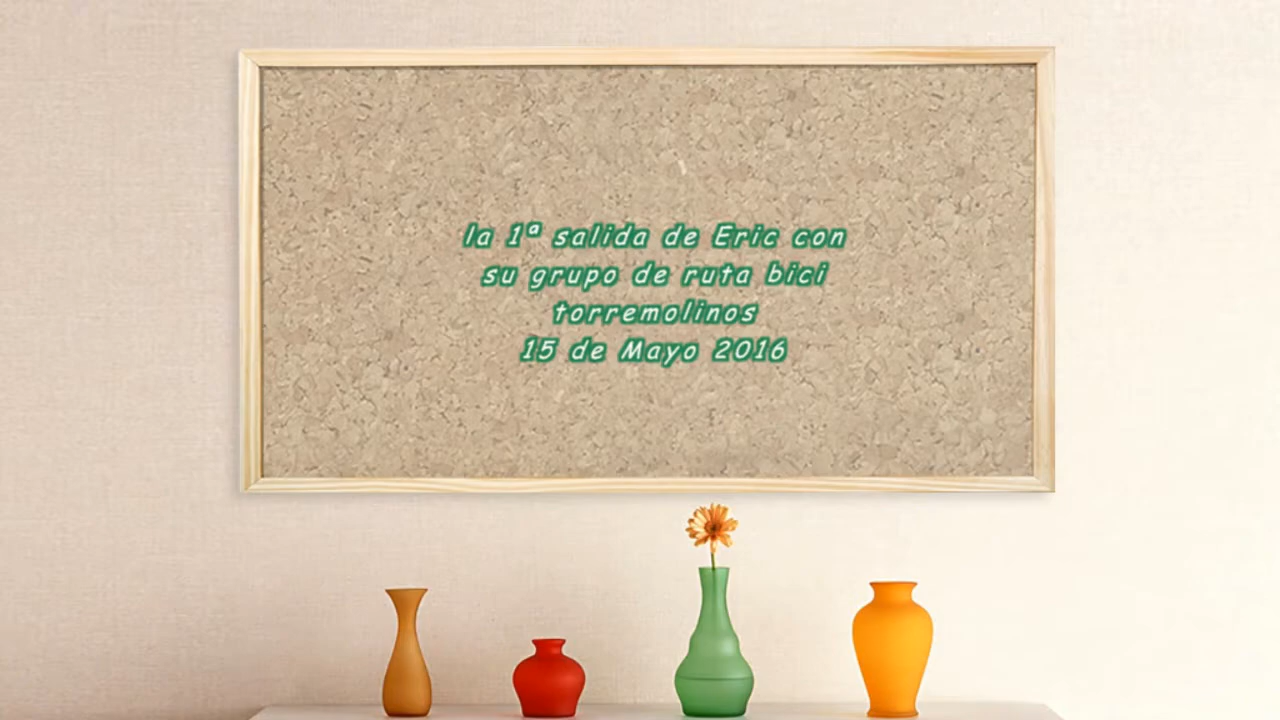 la 1ª salida de Eric con
su grupo de ruta bici
torremolinos
15 de Mayo 2016